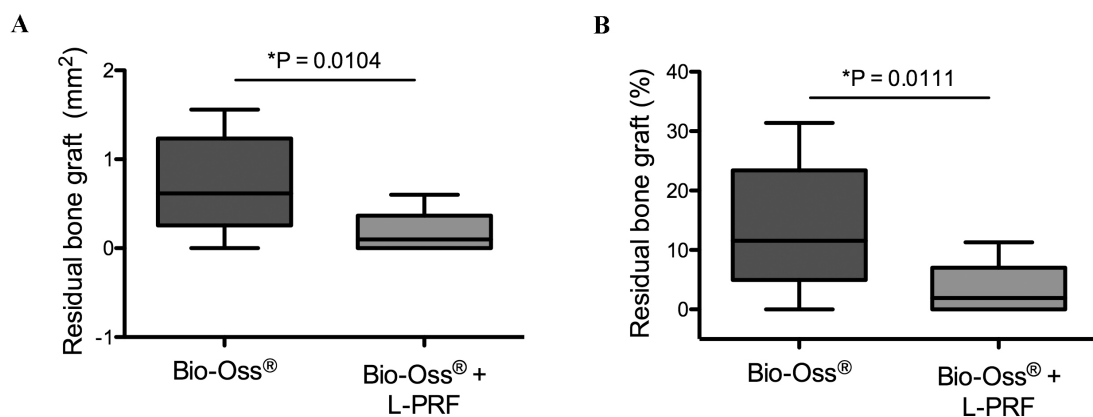 A
Residual bone graft (mm²)
*P = 0.0104
2
1
0
-1
Bio-Oss®
Bio-Oss® +
L-PRF
B
Residual bone graft (%)
*P = 0.0111
40
30
20
10
0
Bio-Oss®
Bio-Oss® +
L-PRF